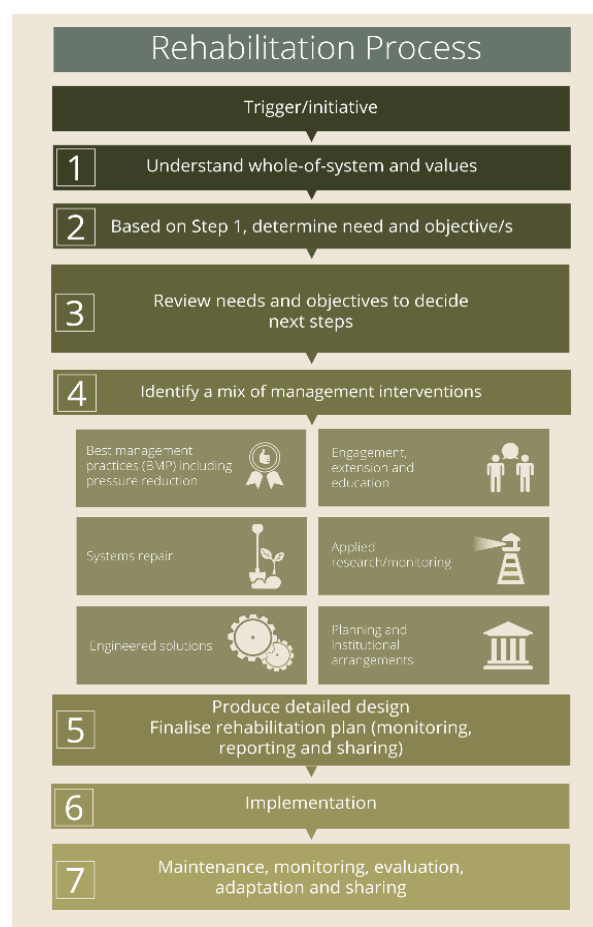 Rehabilitation Process
Trigger/initiative
1
Understand whole-of-system and values
2
Based on Step 1, determine need and objective/s
3
Review needs and objectives to decide
next steps
4
Identify a mix of management interventions
Best management
practices (BMP) including
pressure reduction
Engagement,
extension and
education
Systems repair
Applied
research/monitoring
Engineered solutions
Planning and
institutional
arrangements
5
Produce detailed design
Finalise rehabilitation plan (monitoring,
reporting and sharing)
6
Implementation
7
Maintenance, monitoring, evaluation,
adaptation and sharing